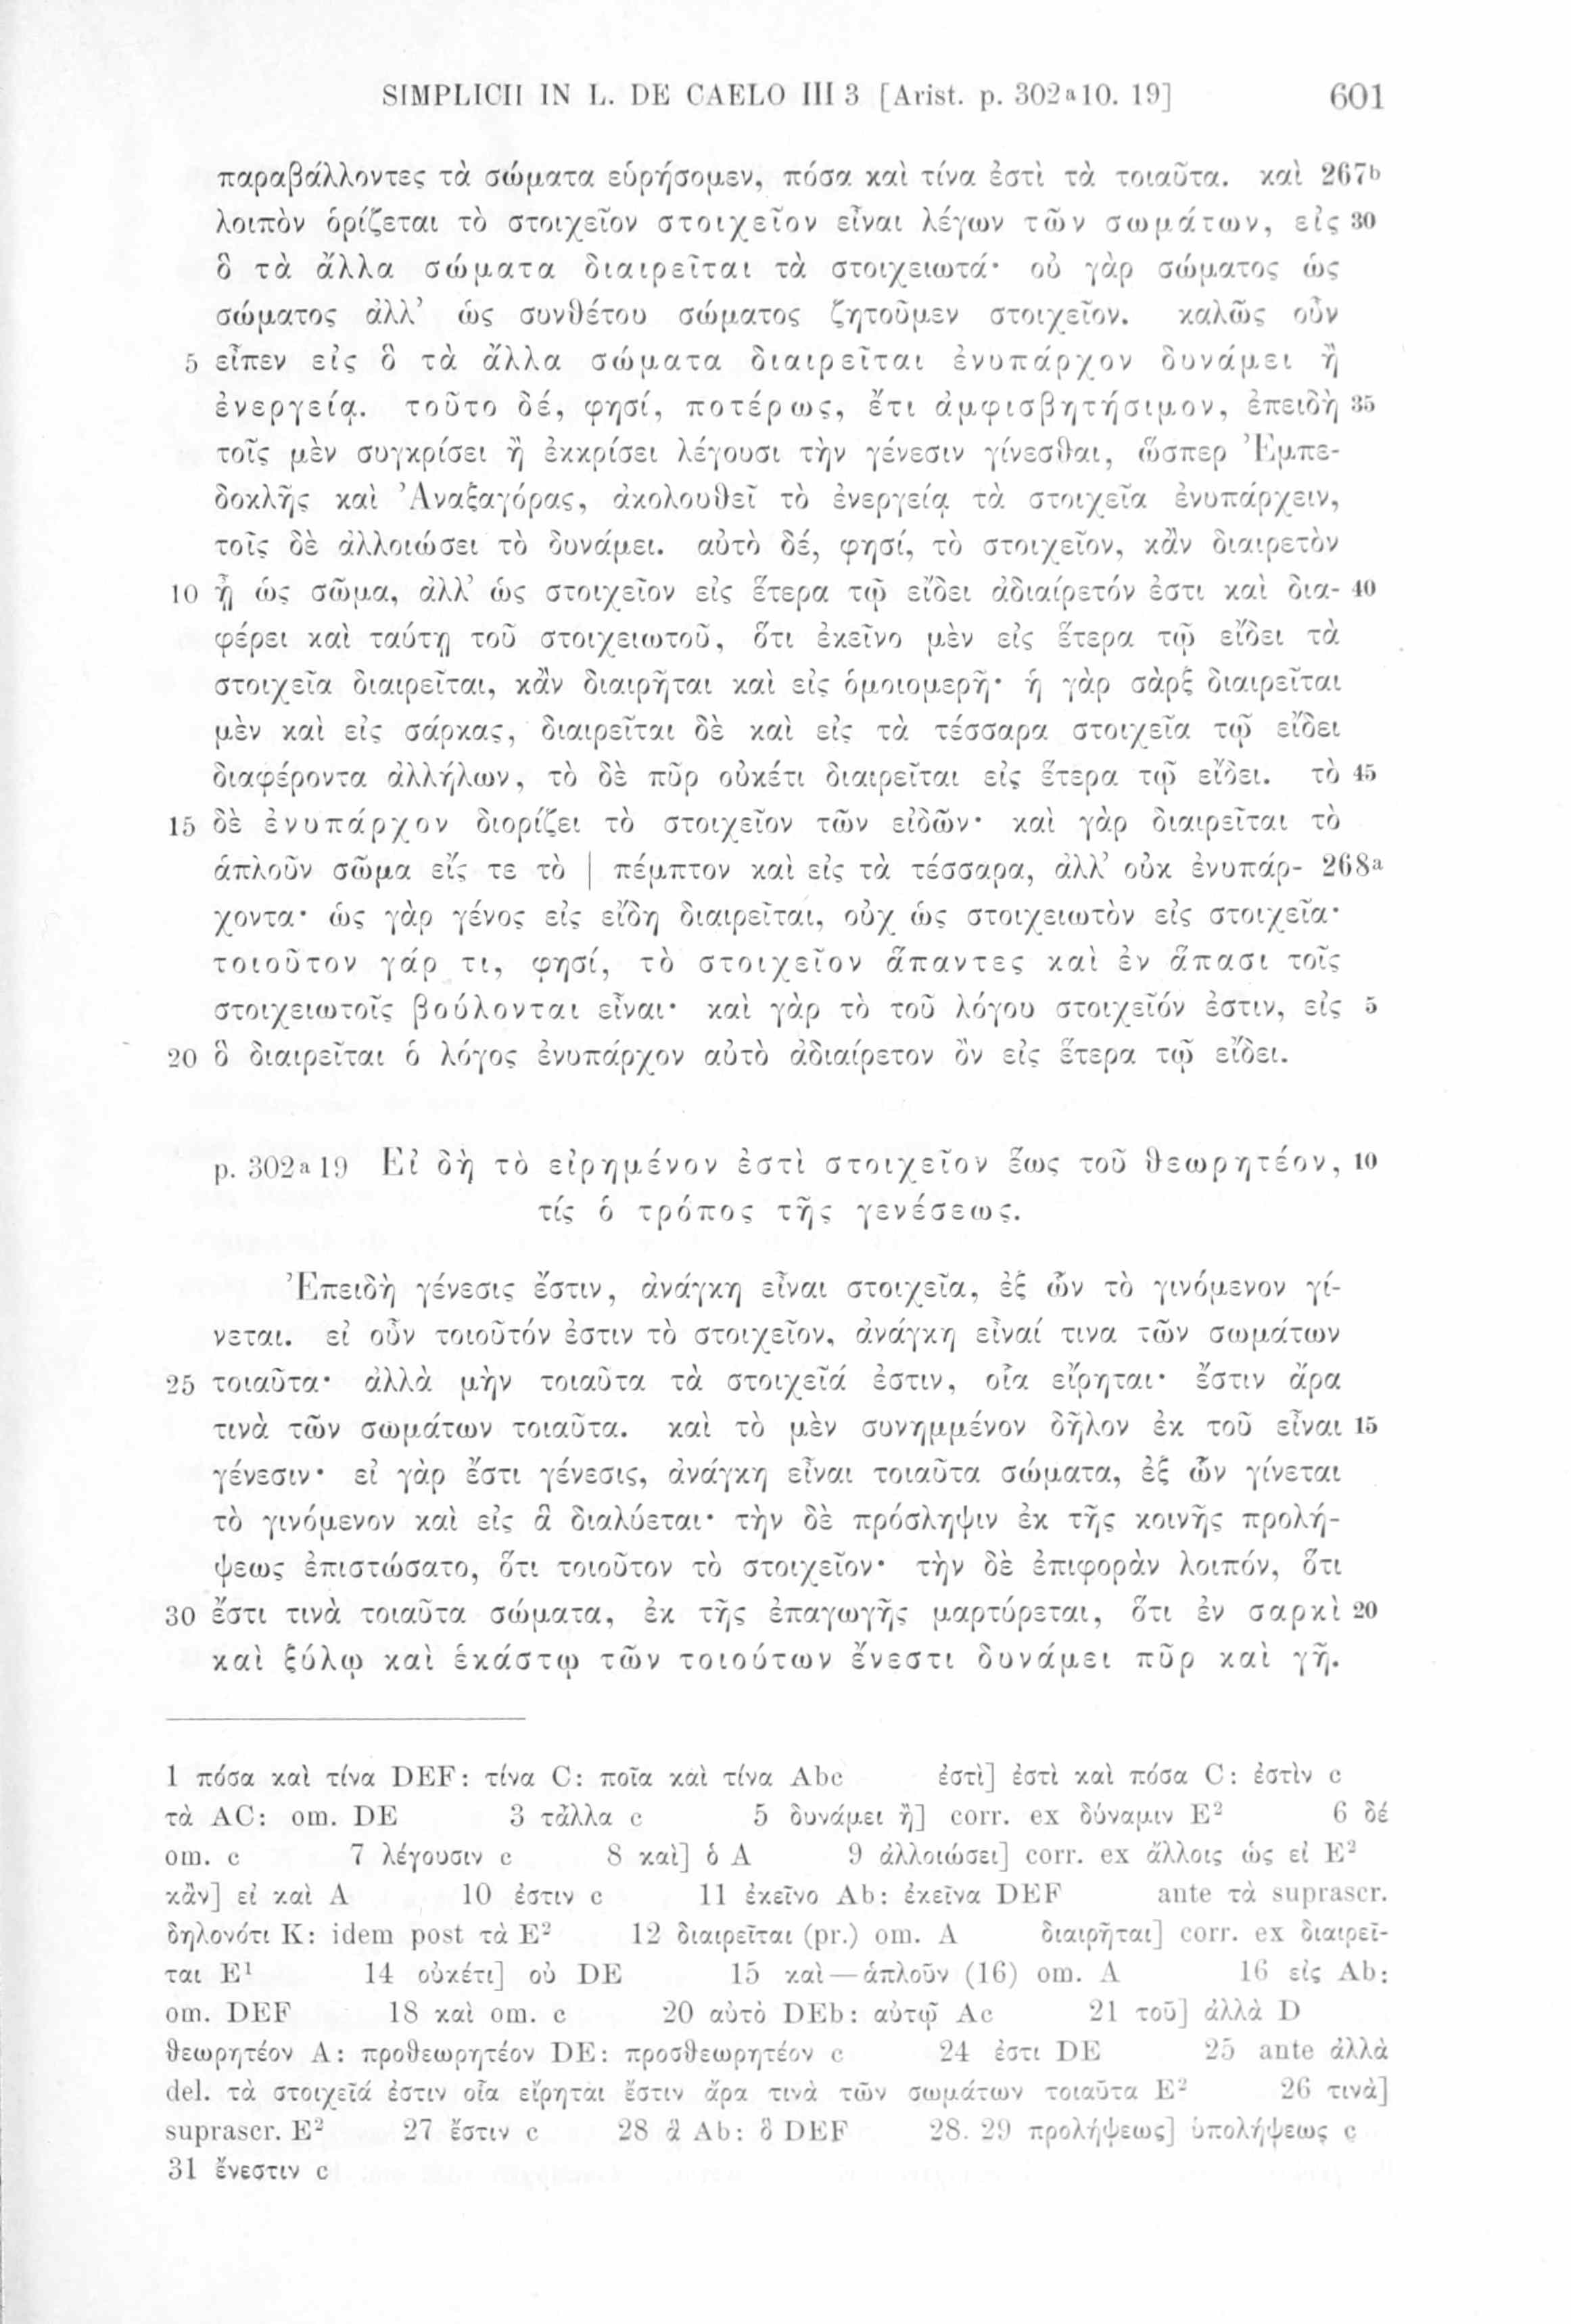 SIMPLICII IN L. DE CAELO III 3 [Arist. p. 302a10. 19] 601
παραβάλλοντες τὰ σώματα εὑρήσομεν, πόσα καὶ τίνα ἐστὶ τὰ τοιαῦτα. καὶ 267b
λοιπὸν ὁρίζεται τὸ στοιχεῖον στοιχεῖον εἶναι λέγων τῶν σωμάτων, εἰς 30
ὃ τὰ ἄλλα σώματα διαιρεῖται τὰ στοιχειωτά· οὐ γὰρ σώματος ὡς
σώματος ἀλλ’ ὡς συνθέτου σώματος ζητοῦμεν στοιχεῖον. καλῶς οὖν
5 εἶπεν εἰς ὃ τὰ ἄλλα σώματα διαιρεῖται ἐνυπάρχον δυνάμει ἢ
ἐνεργείᾳ. τοῦτο δέ, φησί, ποτέρως, ἔτι ἀμφισβητήσιμον, ἐπειδὴ 35
τοῖς μὲν συγκρίσει ἢ ἐκκρίσει λέγουσι τὴν γένεσιν γίνεσθαι, ὥσπερ Ἐμπε-
δοκλῆς καὶ Ἀναξαγόρας, ἀκολουθεῖ τὸ ἐνεργείᾳ τὰ στοιχεῖα ἐνυπάρχειν,
τοῖς δὲ ἀλλοιώσει τὸ δυνάμει. αὐτὸ δέ, φησί, τὸ στοιχεῖον, κἂν διαιρετὸν
10 ᾖ ὡς σῶμα, ἀλλ’ ὡς στοιχεῖον εἰς ἕτερα τῷ εἴδει ἀδιαίρετόν ἐστι καὶ δια- 40
φέρει καὶ ταύτῃ τοῦ στοιχειωτοῦ, ὅτι ἐκεῖνο μὲν εἰς ἕτερα τῷ εἴδει τὰ
στοιχεῖα διαιρεῖται, κἂν διαιρῆται καὶ εἰς ὁμοιομερῆ· ἡ γὰρ σὰρξ διαιρεῖται
μὲν καὶ εἰς σάρκας, διαιρεῖται δὲ καὶ εἰς τὰ τέσσαρα στοιχεῖα τῷ εἴδει
διαφέροντα ἀλλήλων, τὸ δὲ πῦρ οὐκέτι διαιρεῖται εἰς ἕτερα τῷ εἴδει. τὸ 45
15 δὲ ἐνυπάρχον διορίζει τὸ στοιχεῖον τῶν εἰδῶν· καὶ γὰρ διαιρεῖται τὸ
ἁπλοῦν σῶμα εἴς τε τὸ | πέμπτον καὶ εἰς τὰ τέσσαρα, ἀλλ’ οὐκ ἐνυπάρ- 268a
χοντα· ὡς γὰρ γένος εἰς εἴδη διαιρεῖται, οὐχ ὡς στοιχειωτὸν εἰς στοιχεῖα·
τοιοῦτον γάρ τι, φησί, τὸ στοιχεῖον ἅπαντες καὶ ἐν ἅπασι τοῖς
στοιχειωτοῖς βούλονται εἶναι· καὶ γὰρ τὸ τοῦ λόγου στοιχεῖόν ἐστιν, εἰς 5
20 ὃ διαιρεῖται ὁ λόγος ἐνυπάρχον αὐτὸ ἀδιαίρετον ὂν εἰς ἕτερα τῷ εἴδει.
p. 302a19 Εἰ δὴ τὸ εἰρημένον ἐστὶ στοιχεῖον ἕως τοῦ θεωρητέον, 10
τίς ὁ τρόπος τῆς γενέσεως.
Ἐπειδὴ γένεσις ἔστιν, ἀνάγκη εἶναι στοιχεῖα, ἐξ ὧν τὸ γινόμενον γί-
νεται. εἰ οὖν τοιοῦτόν ἐστιν τὸ στοιχεῖον, ἀνάγκη εἶναί τινα τῶν σωμάτων
25 τοιαῦτα· ἀλλὰ μὴν τοιαῦτα τὰ στοιχεῖά ἐστιν, οἷα εἴρηται· ἔστιν ἄρα
τινὰ τῶν σωμάτων τοιαῦτα. καὶ τὸ μὲν συνημμένον δῆλον ἐκ τοῦ εἶναι 15
γένεσιν· εἰ γὰρ ἔστι γένεσις, ἀνάγκη εἶναι τοιαῦτα σώματα, ἐξ ὧν γίνεται
τὸ γινόμενον καὶ εἰς ἃ διαλύεται· τὴν δὲ πρόσληψιν ἐκ τῆς κοινῆς προλή-
ψεως ἐπιστώσατο, ὅτι τοιοῦτον τὸ στοιχεῖον· τὴν δὲ ἐπιφορὰν λοιπόν, ὅτι
30 ἔστι τινὰ τοιαῦτα σώματα, ἐκ τῆς ἐπαγωγῆς μαρτύρεται, ὅτι ἐν σαρκὶ 20
καὶ ξύλῳ καὶ ἑκάστῳ τῶν τοιούτων ἔνεστι δυνάμει πῦρ καὶ γῆ.
1 πόσα καὶ τίνα DEF: τίνα C: ποῖα καὶ τίνα Abc ἐστὶ] ἐστὶ καὶ πόσα C: ἐστὶν c
τὰ AC: om. DE 3 τἆλλα c 5 δυνάμει ἢ] corr. ex δύναμιν E² 6 δέ
om. c 7 λέγουσιν c 8 καὶ] ὁ A 9 ἀλλοιώσει] corr. ex ἄλλοις ὡς εἰ E²
κἂν] εἰ καὶ A 10 ἐστιν c 11 ἐκεῖνο Ab: ἐκεῖνα DEF ante τὰ suprascr.
δηλονότι K: idem post τὰ E² 12 διαιρεῖται (pr.) om. A διαιρῆται] corr. ex διαιρεῖ-
ται E¹ 14 οὐκέτι] οὐ DE 15 καὶ—ἁπλοῦν (16) om. A 16 εἰς Ab:
om. DEF 18 καὶ om. c 20 αὐτὸ DEb: αὐτῷ Ac 21 τοῦ] ἀλλὰ D
θεωρητέον A: προθεωρητέον DE: προσθεωρητέον c 24 ἐστι DE 25 ante ἀλλὰ
del. τὰ στοιχεῖά ἐστιν οἷα εἴρηται ἔστιν ἄρα τινὰ τῶν σωμάτων τοιαῦτα E² 26 τινὰ]
suprascr. E² 27 ἔστιν c 28 ἃ Ab: ὃ DEF 28. 29 προλήψεως] ὑπολήψεως c
31 ἔνεστιν c